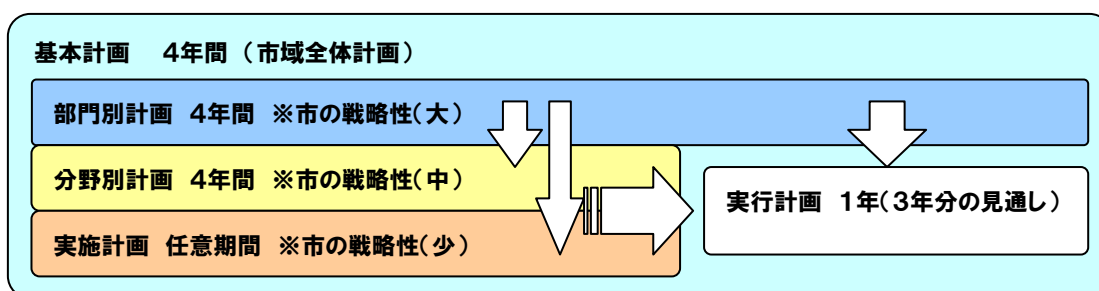 基本計画　４年間（市域全体計画）
部門別計画　４年間　※市の戦略性（大）
分野別計画　４年間　※市の戦略性（中）
実行計画　１年（３年分の見通し）
実施計画　任意期間　※市の戦略性（少）